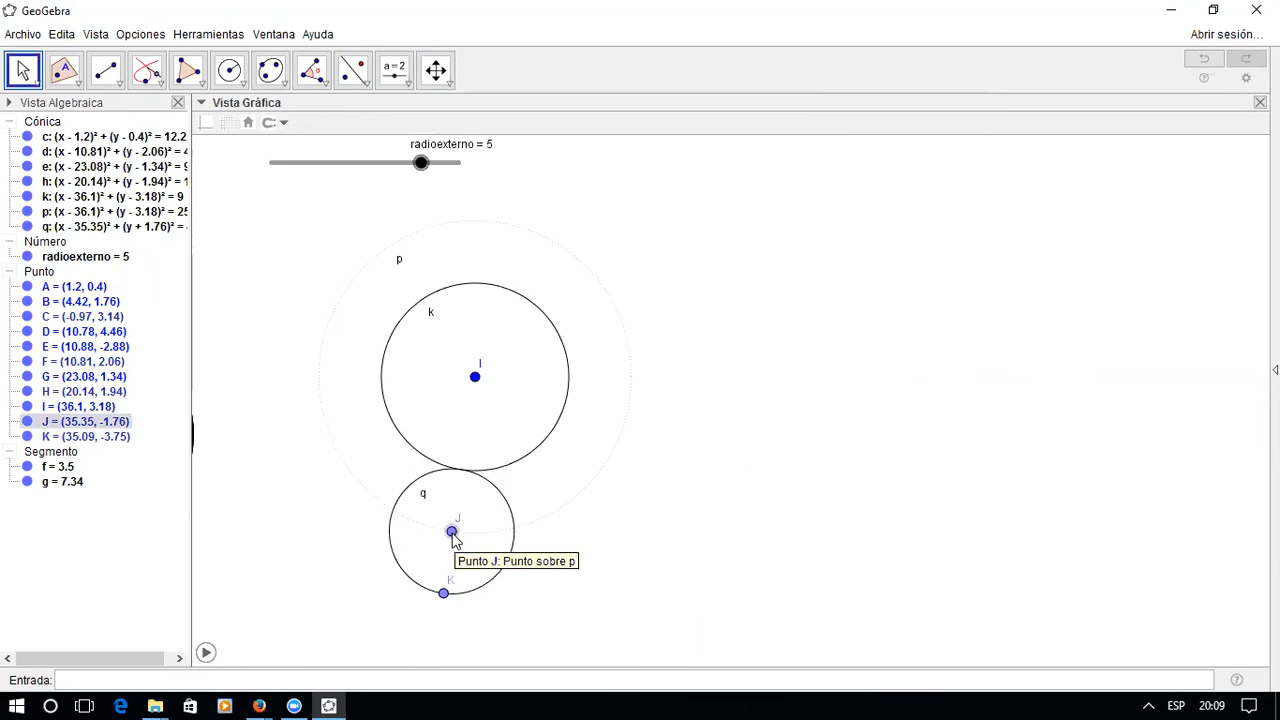 GeoGebra
Archivo Edita Vista Opciones Herramientas Ventana Ayuda
Abrir sesión...
A
a = 2
Vista Algebraica
Vista Gráfica
Cónica
c: (x - 1.2)² + (y - 0.4)² = 12.2
d: (x - 10.81)² + (y - 2.06)² = 4
e: (x - 23.08)² + (y - 1.34)² = 9
h: (x - 20.14)² + (y - 1.94)² = 1
k: (x - 36.1)² + (y - 3.18)² = 9
p: (x - 36.1)² + (y - 3.18)² = 25
q: (x - 35.35)² + (y + 1.76)² =
Número
radioexterno = 5
Punto
A = (1.2, 0.4)
B = (4.42, 1.76)
C = (-0.97, 3.14)
D = (10.78, 4.46)
E = (10.88, -2.88)
F = (10.81, 2.06)
G = (23.08, 1.34)
H = (20.14, 1.94)
I = (36.1, 3.18)
J = (35.35, -1.76)
K = (35.09, -3.75)
Segmento
f = 3.5
g = 7.34
radioexterno = 5
p
k
I
q
J
Punto J: Punto sobre p
K
Entrada:
ESP 20:09